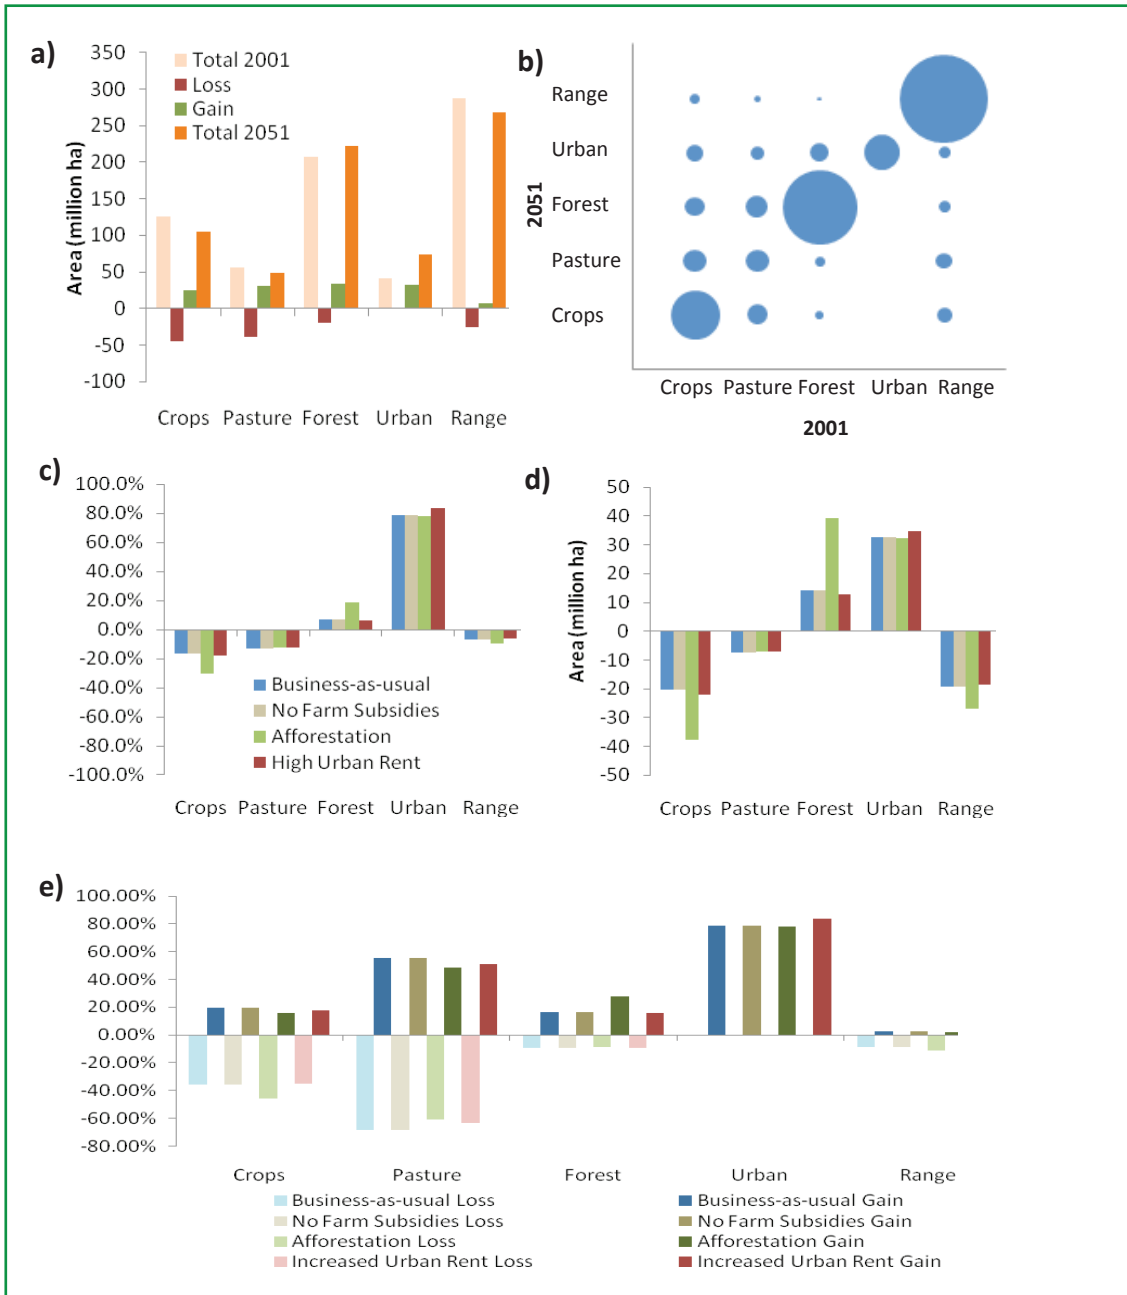 a)
350
300
250
200
150
100
50
0
-50
-100
Area (million ha)
Total 2001
Loss
Gain
Total 2051
Crops Pasture Forest Urban Range
b)
2051
Range
Urban
Forest
Pasture
Crops
Crops Pasture Forest Urban Range
2001
c)
100.0%
80.0%
60.0%
40.0%
20.0%
0.0%
-20.0%
-40.0%
-60.0%
-80.0%
-100.0%
Business-as-usual
No Farm Subsidies
Afforestation
High Urban Rent
Crops Pasture Forest Urban Range
d)
50
40
30
20
10
0
-10
-20
-30
-40
-50
Area (million ha)
Crops Pasture Forest Urban Range
e)
100.00%
80.00%
60.00%
40.00%
20.00%
0.00%
-20.00%
-40.00%
-60.00%
-80.00%
Crops Pasture Forest Urban Range
Business-as-usual Loss
No Farm Subsidies Loss
Afforestation Loss
Increased Urban Rent Loss
Business-as-usual Gain
No Farm Subsidies Gain
Afforestation Gain
Increased Urban Rent Gain